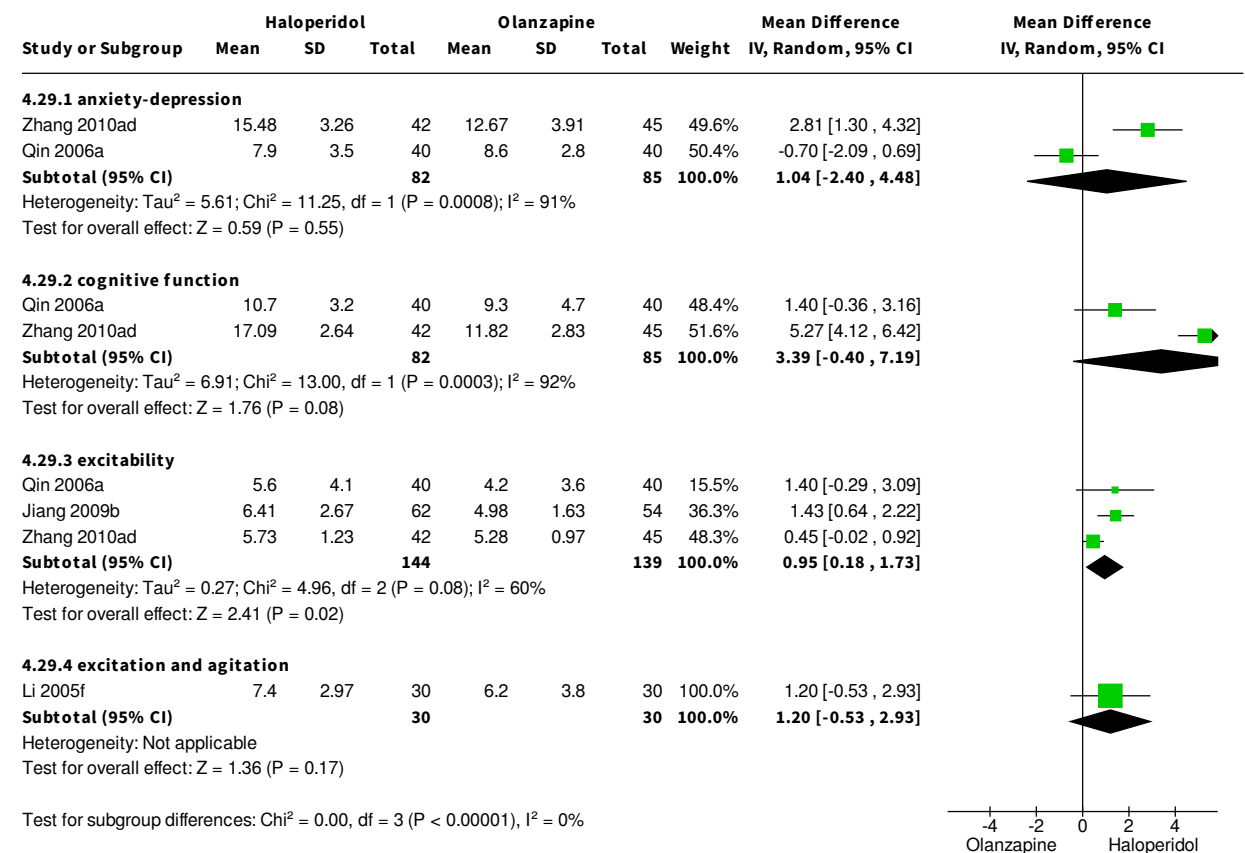 Haloperidol Olanzapine Mean Difference Mean Difference
Study or Subgroup Mean SD Total Mean SD Total Weight IV, Random, 95% CI IV, Random, 95% CI
4.29.1 anxiety-depression
Zhang 2010ad 15.48 3.26 42 12.67 3.91 45 49.6% 2.81 [1.30 , 4.32]
Qin 2006a 7.9 3.5 40 8.6 2.8 40 50.4% -0.70 [-2.09 , 0.69]
Subtotal (95% CI) 82 85 100.0% 1.04 [-2.40 , 4.48]
Heterogeneity: Tau² = 5.61; Chi² = 11.25, df = 1 (P = 0.0008); I² = 91%
Test for overall effect: Z = 0.59 (P = 0.55)
4.29.2 cognitive function
Qin 2006a 10.7 3.2 40 9.3 4.7 40 48.4% 1.40 [-0.36 , 3.16]
Zhang 2010ad 17.09 2.64 42 11.82 2.83 45 51.6% 5.27 [4.12 , 6.42]
Subtotal (95% CI) 82 85 100.0% 3.39 [-0.40 , 7.19]
Heterogeneity: Tau² = 6.91; Chi² = 13.00, df = 1 (P = 0.0003); I² = 92%
Test for overall effect: Z = 1.76 (P = 0.08)
4.29.3 excitability
Qin 2006a 5.6 4.1 40 4.2 3.6 40 15.5% 1.40 [-0.29 , 3.09]
Jiang 2009b 6.41 2.67 62 4.98 1.63 54 36.3% 1.43 [0.64 , 2.22]
Zhang 2010ad 5.73 1.23 42 5.28 0.97 45 48.3% 0.45 [-0.02 , 0.92]
Subtotal (95% CI) 144 139 100.0% 0.95 [0.18 , 1.73]
Heterogeneity: Tau² = 0.27; Chi² = 4.96, df = 2 (P = 0.08); I² = 60%
Test for overall effect: Z = 2.41 (P = 0.02)
4.29.4 excitation and agitation
Li 2005f 7.4 2.97 30 6.2 3.8 30 100.0% 1.20 [-0.53 , 2.93]
Subtotal (95% CI) 30 30 100.0% 1.20 [-0.53 , 2.93]
Heterogeneity: Not applicable
Test for overall effect: Z = 1.36 (P = 0.17)
Test for subgroup differences: Chi² = 0.00, df = 3 (P < 0.00001), I² = 0%
-4 -2 0 2 4
Olanzapine Haloperidol